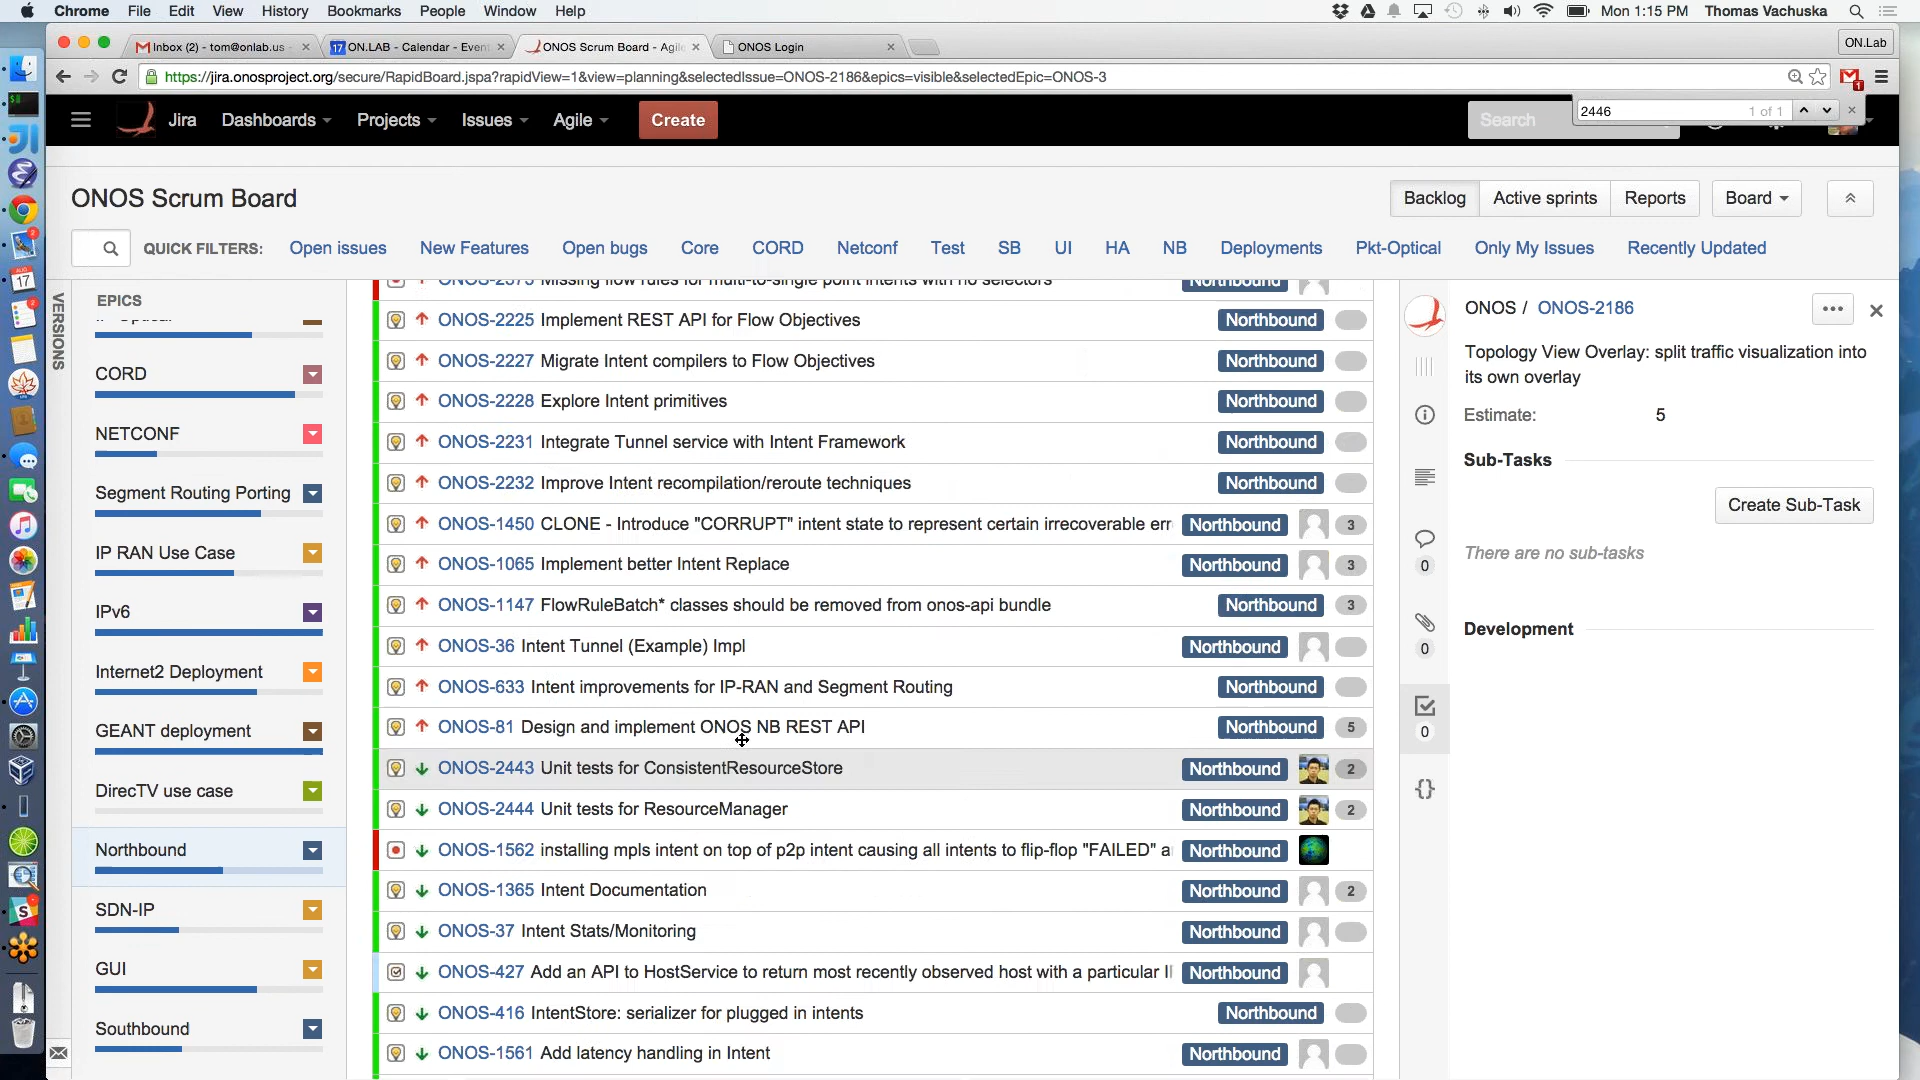 Chrome File Edit View History Bookmarks People Window Help Mon 1:15 PM Thomas Vachuska
Inbox (2) - tom@onlab.us - ON.LAB - Calendar - Event ONOS Scrum Board - Agile ONOS Login ON.Lab
https://jira.onosproject.org/secure/RapidBoard.jspa?rapidView=1&view=planning&selectedIssue=ONOS-2186&epics=visible&selectedEpic=ONOS-3
Jira Dashboards Projects Issues Agile Create Search 2446 1 of 1
ONOS Scrum Board Backlog Active sprints Reports Board
QUICK FILTERS: Open issues New Features Open bugs Core CORD Netconf Test SB UI HA NB Deployments Pkt-Optical Only My Issues Recently Updated
VERSIONS
EPICS
CORD
NETCONF
Segment Routing Porting
IP RAN Use Case
IPv6
Internet2 Deployment
GEANT deployment
DirecTV use case
Northbound
SDN-IP
GUI
Southbound
ONOS-2373 Missing flow rules for multi-to-single point intents with no selectors Northbound
ONOS-2225 Implement REST API for Flow Objectives Northbound
ONOS-2227 Migrate Intent compilers to Flow Objectives Northbound
ONOS-2228 Explore Intent primitives Northbound
ONOS-2231 Integrate Tunnel service with Intent Framework Northbound
ONOS-2232 Improve Intent recompilation/reroute techniques Northbound
ONOS-1450 CLONE - Introduce "CORRUPT" intent state to represent certain irrecoverable err Northbound 3
ONOS-1065 Implement better Intent Replace Northbound 3
ONOS-1147 FlowRuleBatch* classes should be removed from onos-api bundle Northbound 3
ONOS-36 Intent Tunnel (Example) Impl Northbound
ONOS-633 Intent improvements for IP-RAN and Segment Routing Northbound
ONOS-81 Design and implement ONOS NB REST API Northbound 5
ONOS-2443 Unit tests for ConsistentResourceStore Northbound 2
ONOS-2444 Unit tests for ResourceManager Northbound 2
ONOS-1562 installing mpls intent on top of p2p intent causing all intents to flip-flop "FAILED" a Northbound
ONOS-1365 Intent Documentation Northbound 2
ONOS-37 Intent Stats/Monitoring Northbound
ONOS-427 Add an API to HostService to return most recently observed host with a particular I Northbound
ONOS-416 IntentStore: serializer for plugged in intents Northbound
ONOS-1561 Add latency handling in Intent Northbound
ONOS / ONOS-2186
Topology View Overlay: split traffic visualization into
its own overlay
Estimate: 5
Sub-Tasks
Create Sub-Task
There are no sub-tasks
Development
0
0
0